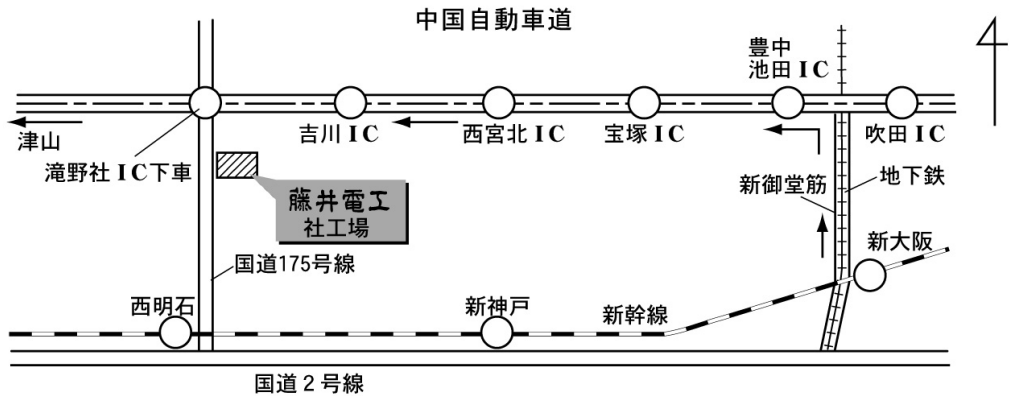 中国自動車道
豊中
池田IC
吉川IC
西宮北IC
宝塚IC
吹田IC
津山
滝野社IC下車
藤井電工
社工場
新御堂筋
地下鉄
新大阪
国道175号線
西明石
新神戸
新幹線
国道2号線